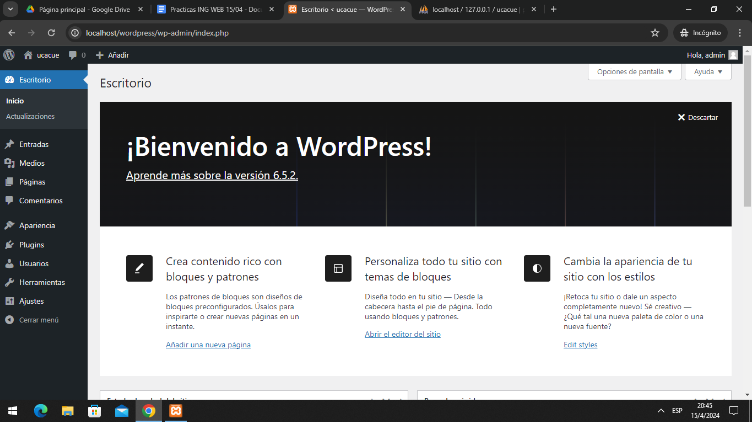 Página principal - Google Drive
Practicas ING WEB 15/04 - Doc
Escritorio < ucacue — WordPre
localhost / 127.0.0.1 / ucacue |
localhost/wordpress/wp-admin/index.php
Incógnito
ucacue
0
Añadir
Hola, admin
Escritorio
Inicio
Actualizaciones
Entradas
Medios
Páginas
Comentarios
Apariencia
Plugins
Usuarios
Herramientas
Ajustes
Cerrar menú
Opciones de pantalla
Ayuda
Escritorio
Descartar
¡Bienvenido a WordPress!
Aprende más sobre la versión 6.5.2.
Crea contenido rico con
bloques y patrones
Los patrones de bloques son diseños de
bloques preconfigurados. Úsalos para
inspirarte o crear nuevas páginas en un
instante.
Añadir una nueva página
Personaliza todo tu sitio con
temas de bloques
Diseña todo en tu sitio — Desde la
cabecera hasta el pie de página. Todo
usando bloques y patrones.
Abrir el editor del sitio
Cambia la apariencia de tu
sitio con los estilos
¡Retoca tu sitio o dale un aspecto
completamente nuevo! Sé creativo —
¿Qué tal una nueva paleta de color o una
nueva fuente?
Edit styles
ESP
20:45
15/4/2024